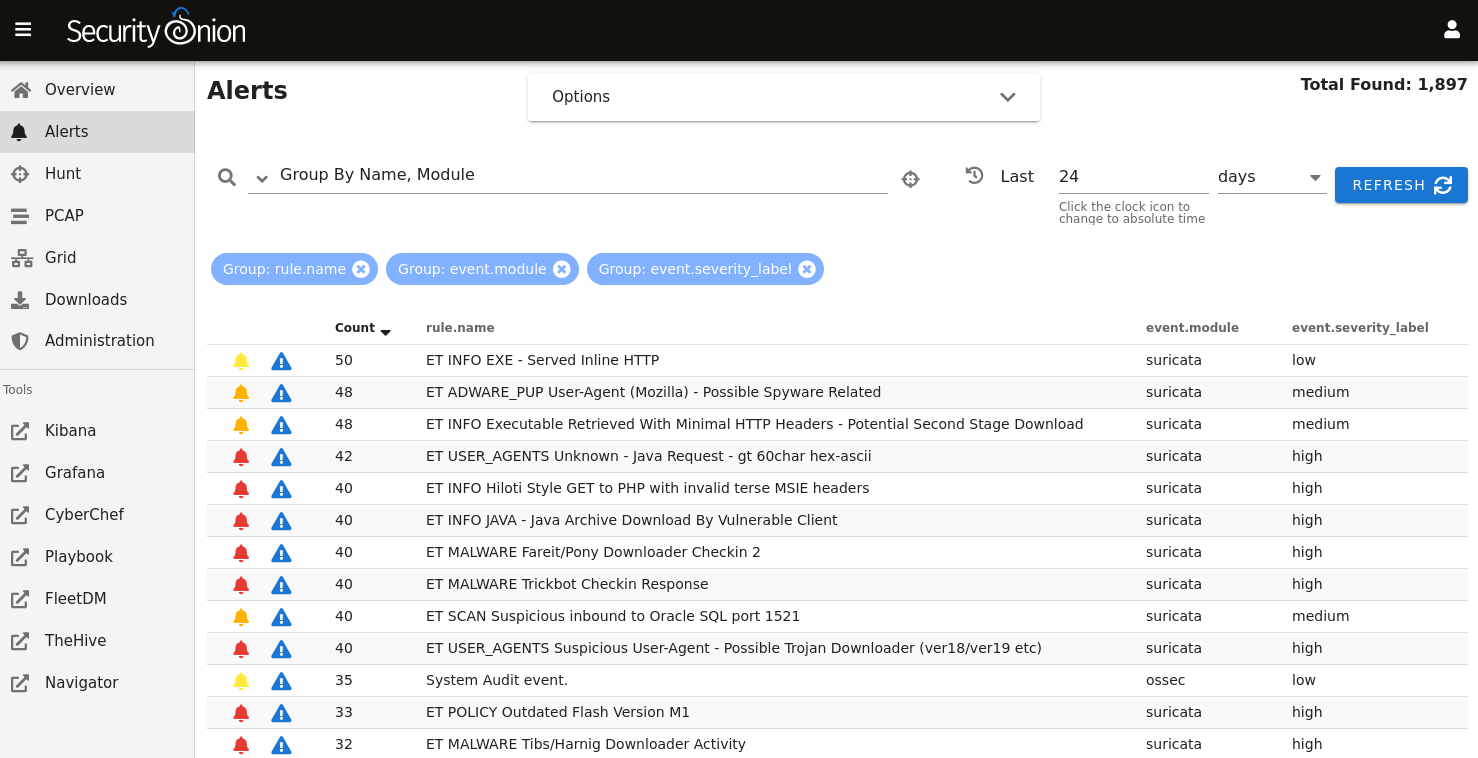 Security Onion
Overview
Alerts
Hunt
PCAP
Grid
Downloads
Administration
Tools
Kibana
Grafana
CyberChef
Playbook
FleetDM
TheHive
Navigator
Alerts
Options
Total Found: 1,897
Group By Name, Module
Last 24 days REFRESH
Click the clock icon to
change to absolute time
Group: rule.name Group: event.module Group: event.severity_label
Count rule.name event.module event.severity_label
50 ET INFO EXE - Served Inline HTTP suricata low
48 ET ADWARE_PUP User-Agent (Mozilla) - Possible Spyware Related suricata medium
48 ET INFO Executable Retrieved With Minimal HTTP Headers - Potential Second Stage Download suricata medium
42 ET USER_AGENTS Unknown - Java Request - gt 60char hex-ascii suricata high
40 ET INFO Hiloti Style GET to PHP with invalid terse MSIE headers suricata high
40 ET INFO JAVA - Java Archive Download By Vulnerable Client suricata high
40 ET MALWARE Fareit/Pony Downloader Checkin 2 suricata high
40 ET MALWARE Trickbot Checkin Response suricata high
40 ET SCAN Suspicious inbound to Oracle SQL port 1521 suricata medium
40 ET USER_AGENTS Suspicious User-Agent - Possible Trojan Downloader (ver18/ver19 etc) suricata high
35 System Audit event. ossec low
33 ET POLICY Outdated Flash Version M1 suricata high
32 ET MALWARE Tibs/Harnig Downloader Activity suricata high